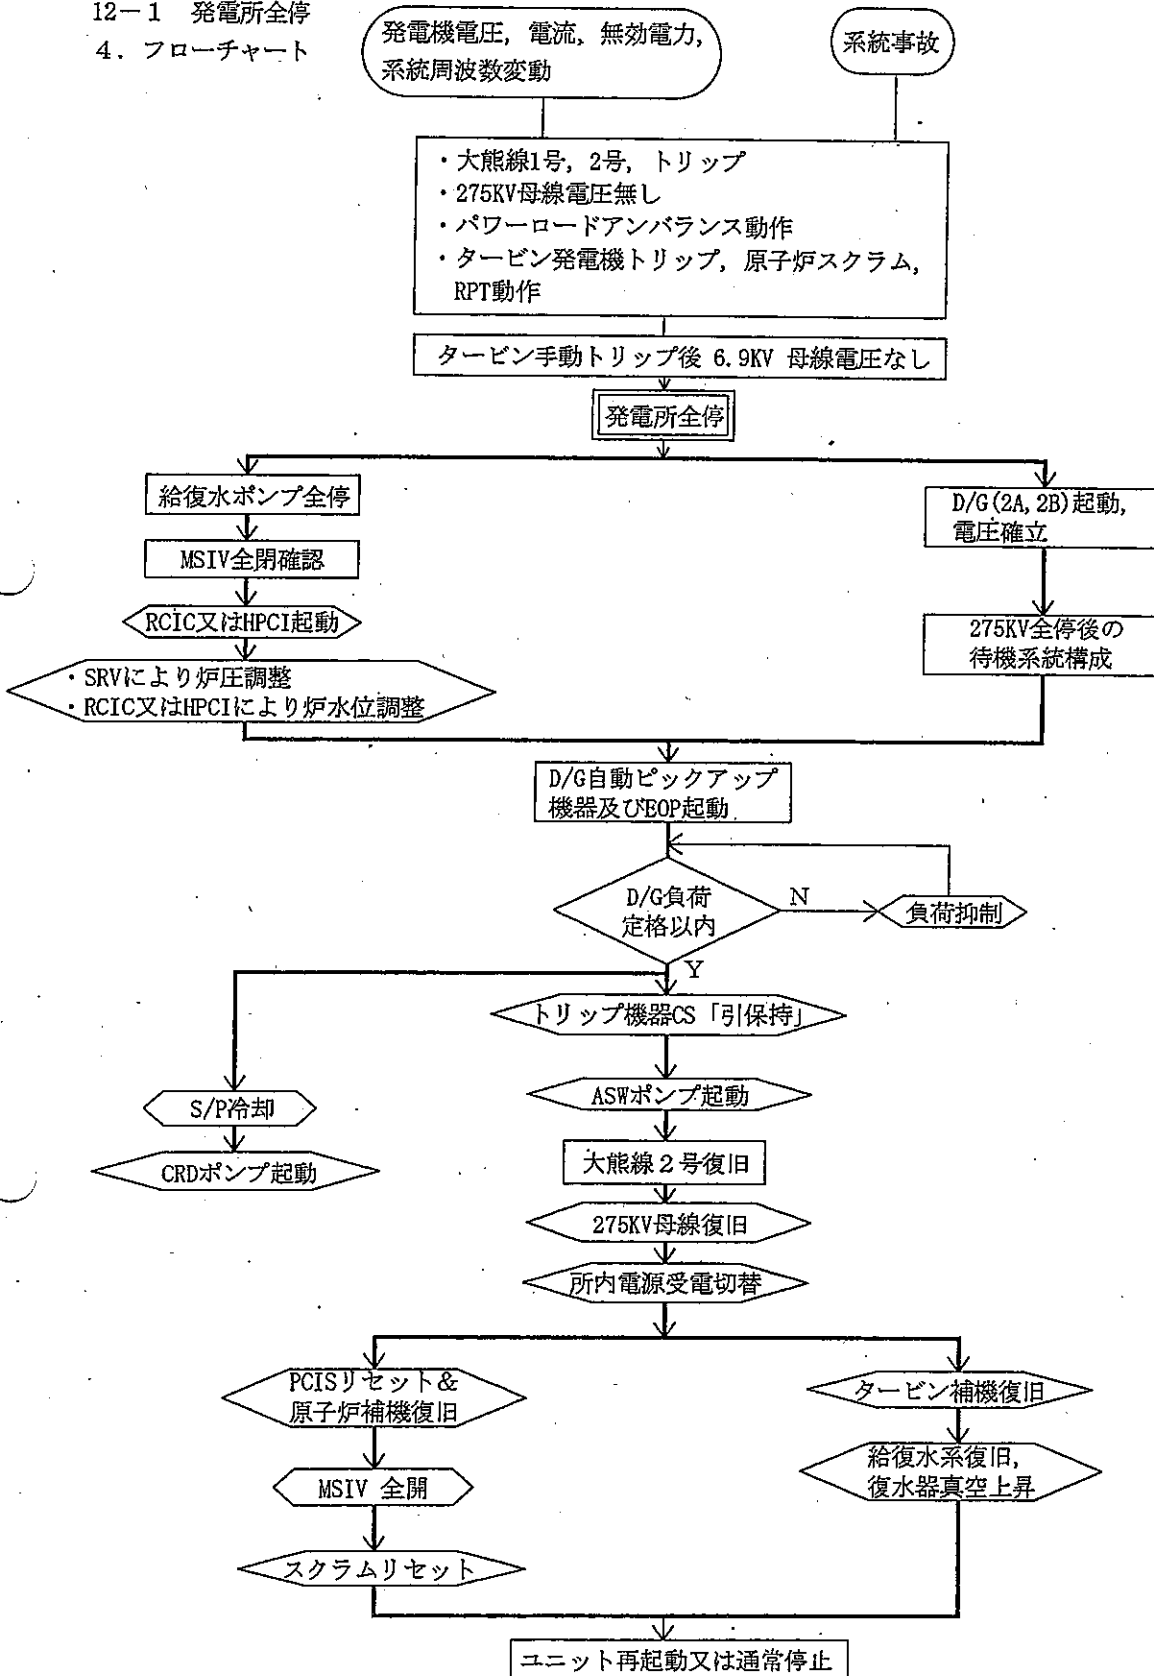 12－1　発電所全停
4．フローチャート
発電機電圧，電流、無効電力，
系統周波数変動
系統事故
・大熊線1号，2号，トリップ
・275KV母線電圧無し
・パワーロードアンバランス動作
・タービン発電機トリップ，原子炉スクラム，
RPT動作
タービン手動トリップ後 6.9KV 母線電圧なし
発電所全停
給復水ポンプ全停
MSIV全閉確認
RCIC又はHPCI起動
・SRVにより炉圧調整
・RCIC又はHPCIにより炉水位調整
D/G(2A,2B)起動，
電圧確立
275KV全停後の
待機系統構成
D/G自動ピックアップ
機器及びEOP起動
D/G負荷
定格以内
N
負荷抑制
Y
トリップ機器CS「引保持」
ASWポンプ起動
S/P冷却
CRDポンプ起動
大熊線２号復旧
275KV母線復旧
所内電源受電切替
PCISリセット＆
原子炉補機復旧
MSIV 全開
スクラムリセット
タービン補機復旧
給復水系復旧，
復水器真空上昇
ユニット再起動又は通常停止